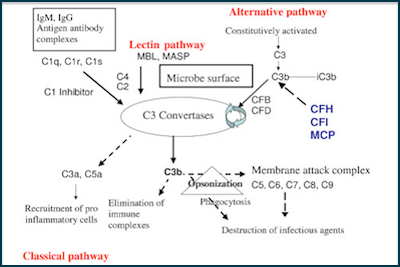 IgM, IgG
Antigen antibody
complexes
C1q, C1r, C1s
C1 Inhibitor
Lectin pathway
MBL, MASP
C4
C2
Microbe surface
Alternative pathway
Constitutively activated
C3
C3b
iC3b
CFB
CFD
CFH
CFI
MCP
C3 Convertases
C3a, C5a
C3b
Opsonization
Phagocytosis
Membrane attack complex
C5, C6, C7, C8, C9
Recruitment of pro
inflammatory cells
Elimination of
immune
complexes
Destruction of infectious agents
Classical pathway